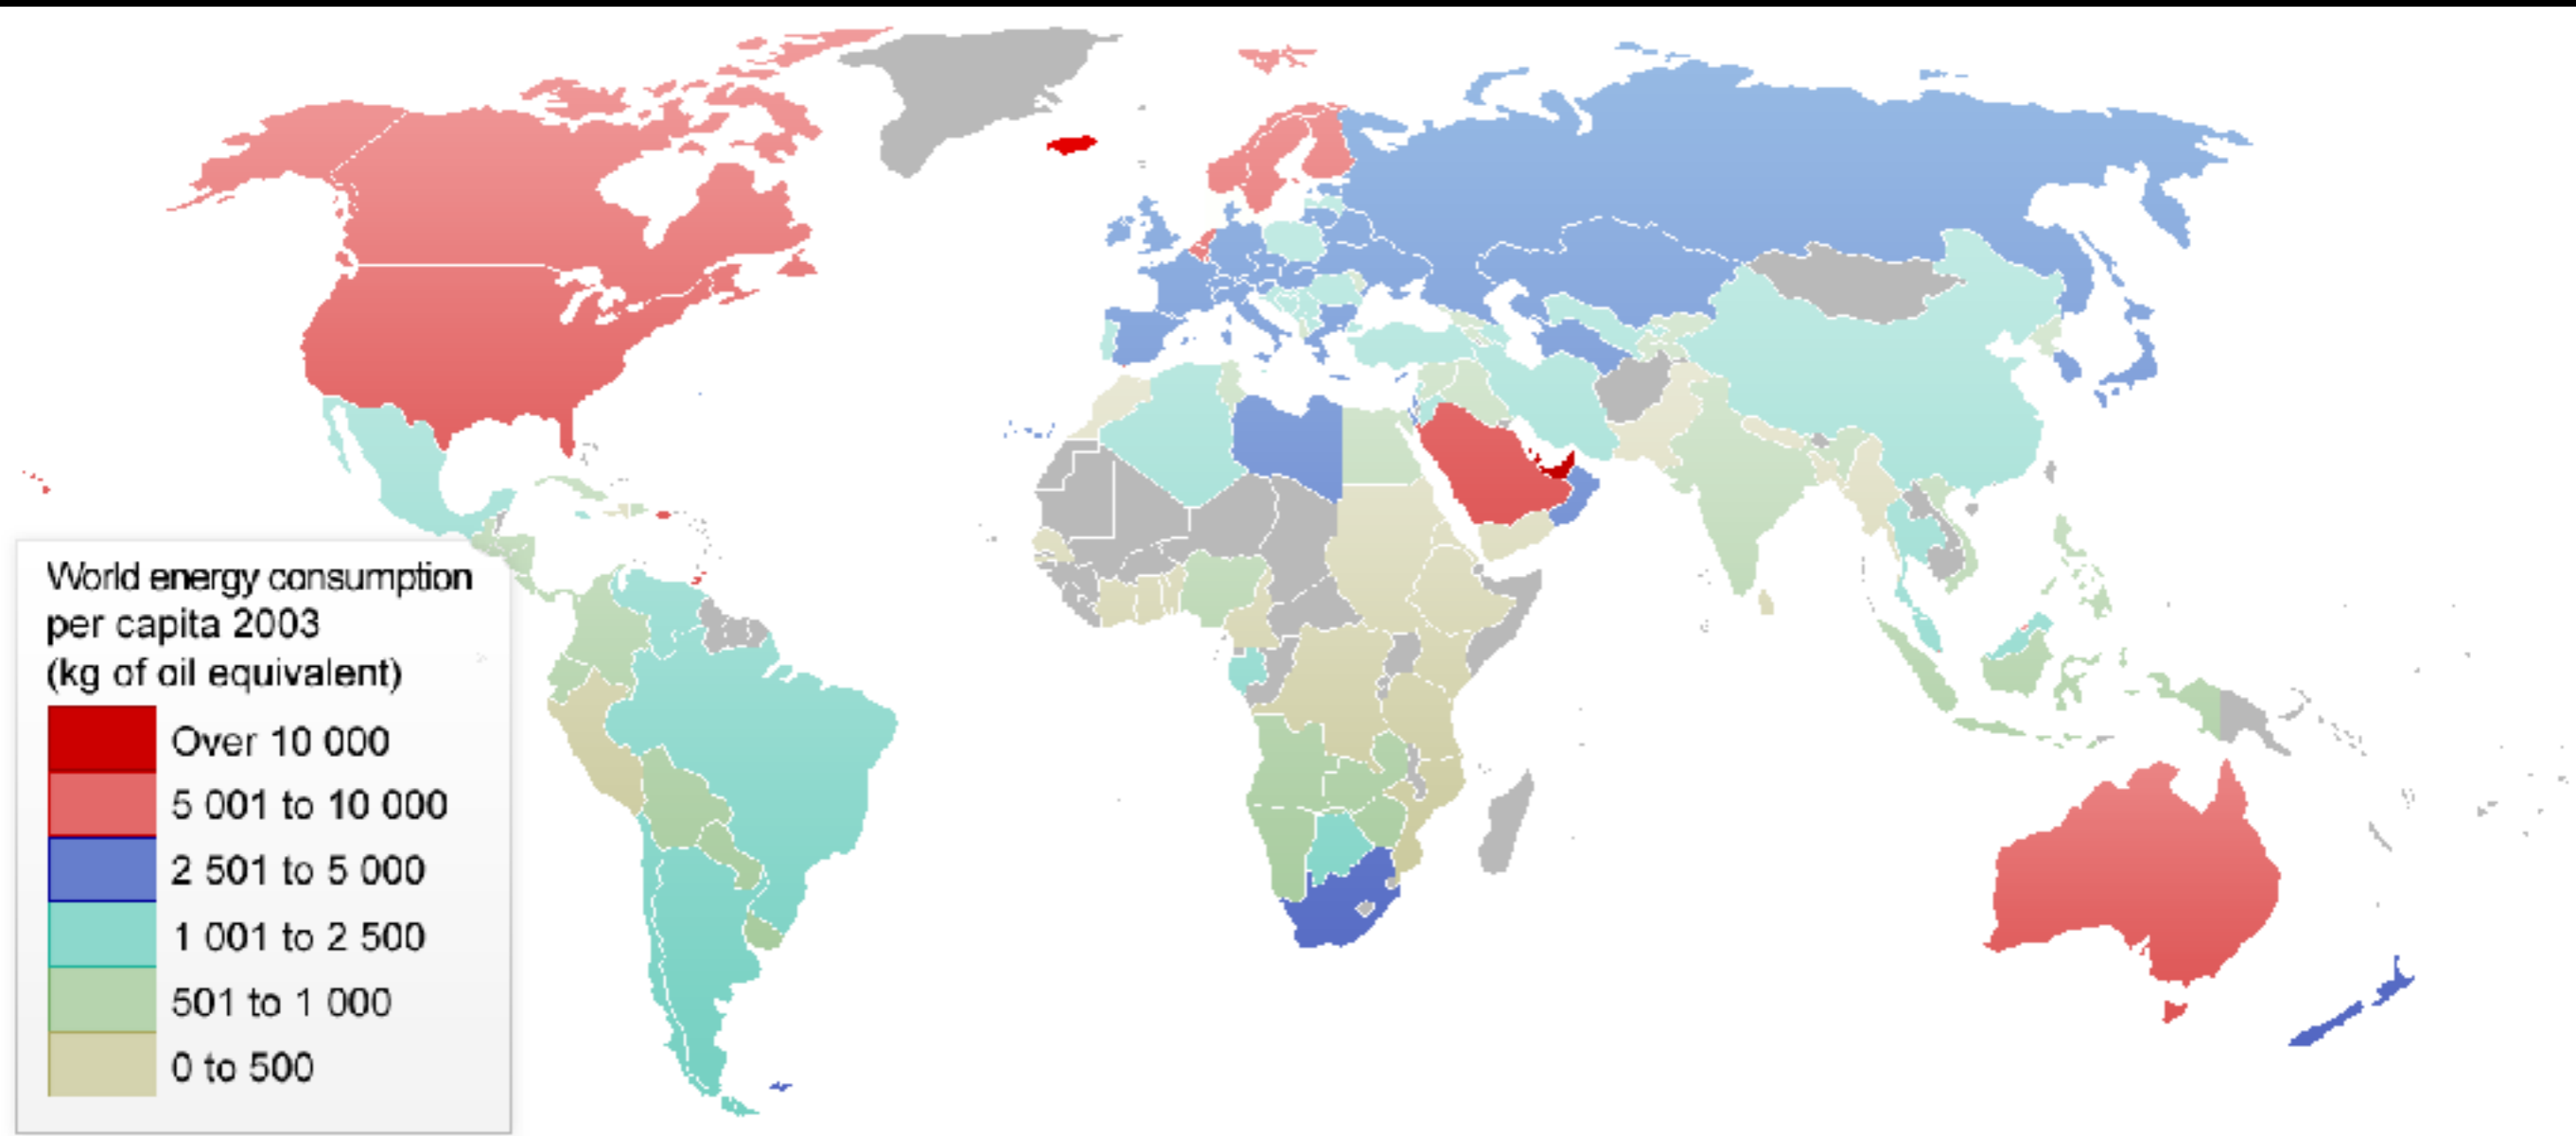 World energy consumption
per capita 2003
(kg of oil equivalent)
Over 10 000
5 001 to 10 000
2 501 to 5 000
1 001 to 2 500
501 to 1 000
0 to 500